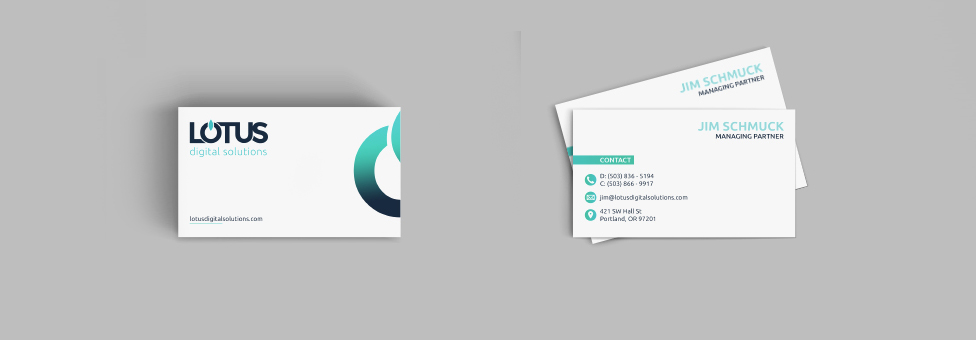 LOTUS
digital solutions
lotusdigitalsolutions.com
JIM SCHMUCK
MANAGING PARTNER
JIM SCHMUCK
MANAGING PARTNER
CONTACT
D: (503) 836 - 5194
C: (503) 866 - 9917
jim@lotusdigitalsolutions.com
421 SW Hall St
Portland, OR 97201